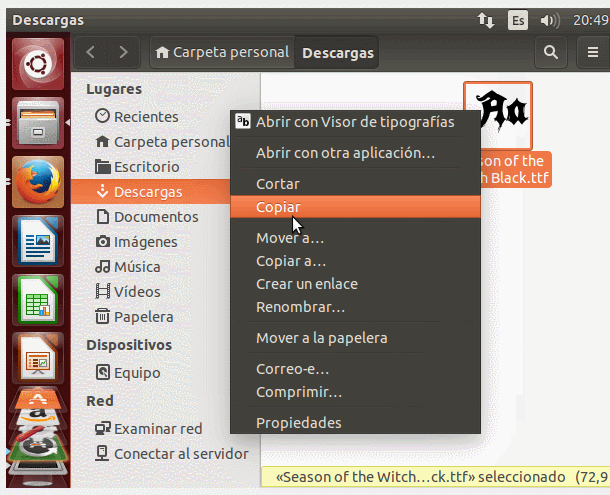 Descargas
Es
20:49
Carpeta personal
Descargas
Lugares
Recientes
Carpeta personal
Escritorio
Descargas
Documentos
Imágenes
Música
Vídeos
Papelera
Dispositivos
Equipo
Red
Examinar red
Conectar al servidor
Aa
son of the
h Black.ttf
Abrir con Visor de tipografías
Abrir con otra aplicación...
Cortar
Copiar
Mover a...
Copiar a...
Crear un enlace
Renombrar...
Mover a la papelera
Correo-e...
Comprimir...
Propiedades
«Season of the Witch...ck.ttf» seleccionado (72,9